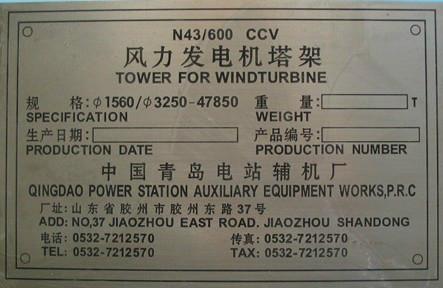 N43/600 CCV
风力发电机塔架
TOWER FOR WINDTURBINE
规 格:φ1560/φ3250-47850 重 量: T
SPECIFICATION WEIGHT
生产日期: 产品编号:
PRODUCTION DATE PRODUCTION NUMBER
中国青岛电站辅机厂
QINGDAO POWER STATION AUXILIARY EQUIPMENT WORKS,P.R.C
厂址:山东省胶州市胶州东路37号
ADD: NO,37 JIAOZHOU EAST ROAD. JIAOZHOU SHANDONG
电话: 0532-7212570 传真: 0532-7212570
TEL: 0532-7212570 TAX: 0532-7212570